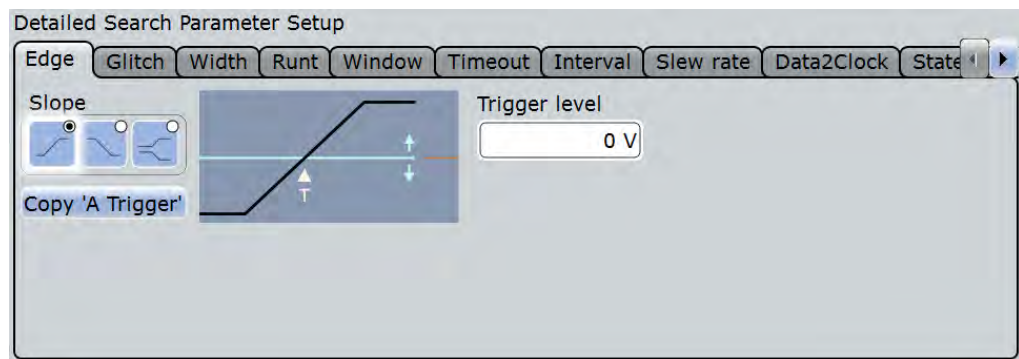 Detailed Search Parameter Setup
Edge Glitch Width Runt Window Timeout Interval Slew rate Data2Clock State
Slope Trigger level
0 V
T
Copy 'A Trigger'